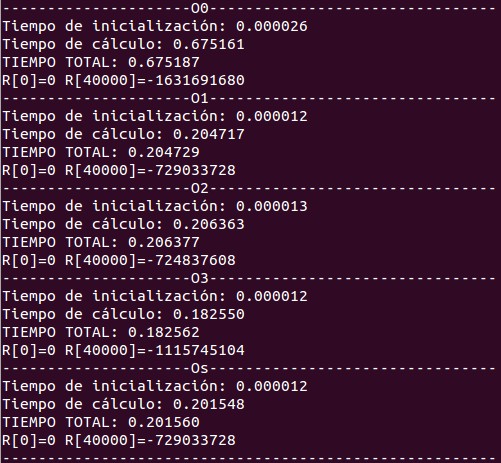 ---------------------O0--------------------------------
Tiempo de inicialización: 0.000026
Tiempo de cálculo: 0.675161
TIEMPO TOTAL: 0.675187
R[0]=0 R[40000]=-1631691680
---------------------O1--------------------------------
Tiempo de inicialización: 0.000012
Tiempo de cálculo: 0.204717
TIEMPO TOTAL: 0.204729
R[0]=0 R[40000]=-729033728
---------------------O2--------------------------------
Tiempo de inicialización: 0.000013
Tiempo de cálculo: 0.206363
TIEMPO TOTAL: 0.206377
R[0]=0 R[40000]=-724837608
---------------------O3--------------------------------
Tiempo de inicialización: 0.000012
Tiempo de cálculo: 0.182550
TIEMPO TOTAL: 0.182562
R[0]=0 R[40000]=-1115745104
---------------------Os--------------------------------
Tiempo de inicialización: 0.000012
Tiempo de cálculo: 0.201548
TIEMPO TOTAL: 0.201560
R[0]=0 R[40000]=-729033728
-------------------------------------------------------